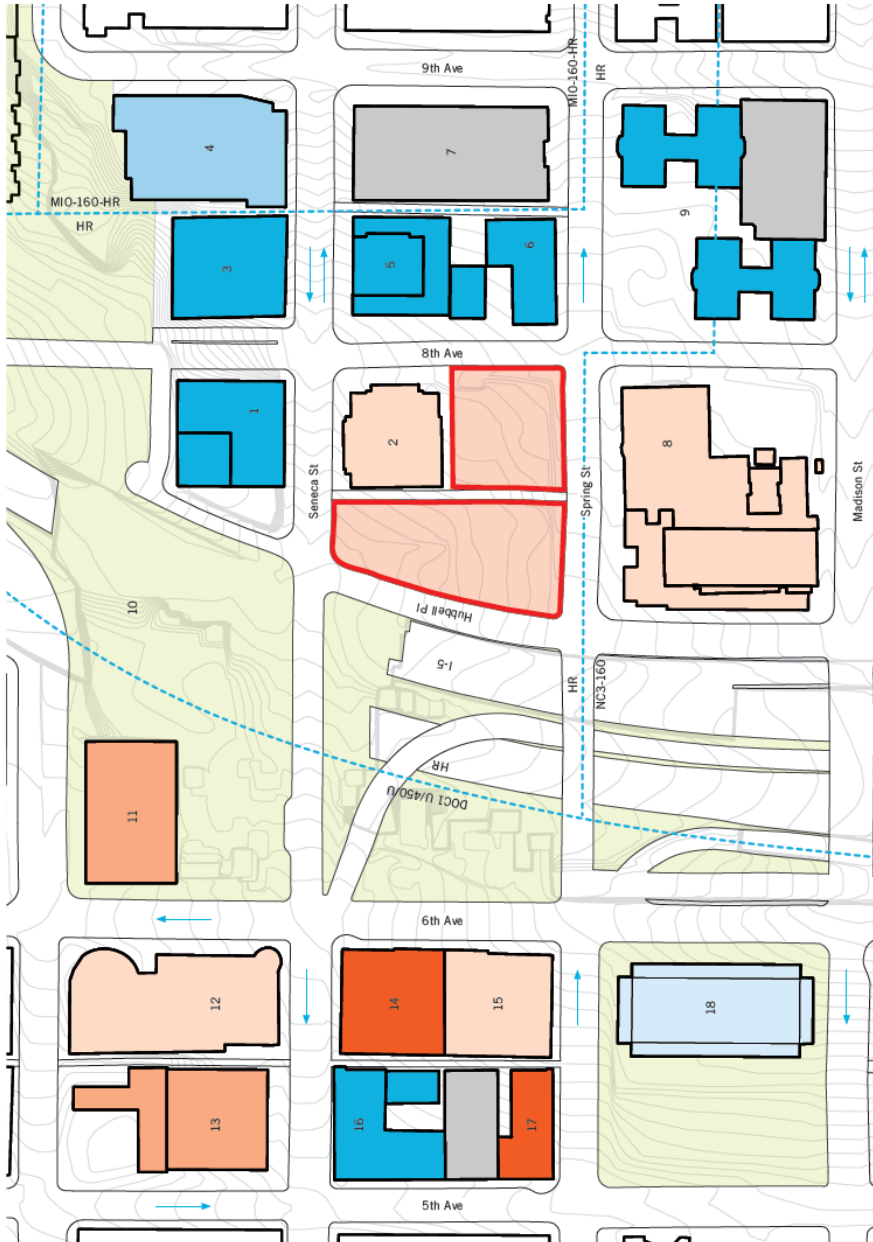 9th Ave
MIO-160-HR
HR
4
7
MIO-160-HR
HR
9
3
5
6
8th Ave
1
2
8
Seneca St
Spring St
Madison St
10
Hubbell Pl
I-5
HR
NC3-160
HR
DOC1 U/450/U
11
6th Ave
12
14
15
18
13
16
17
5th Ave